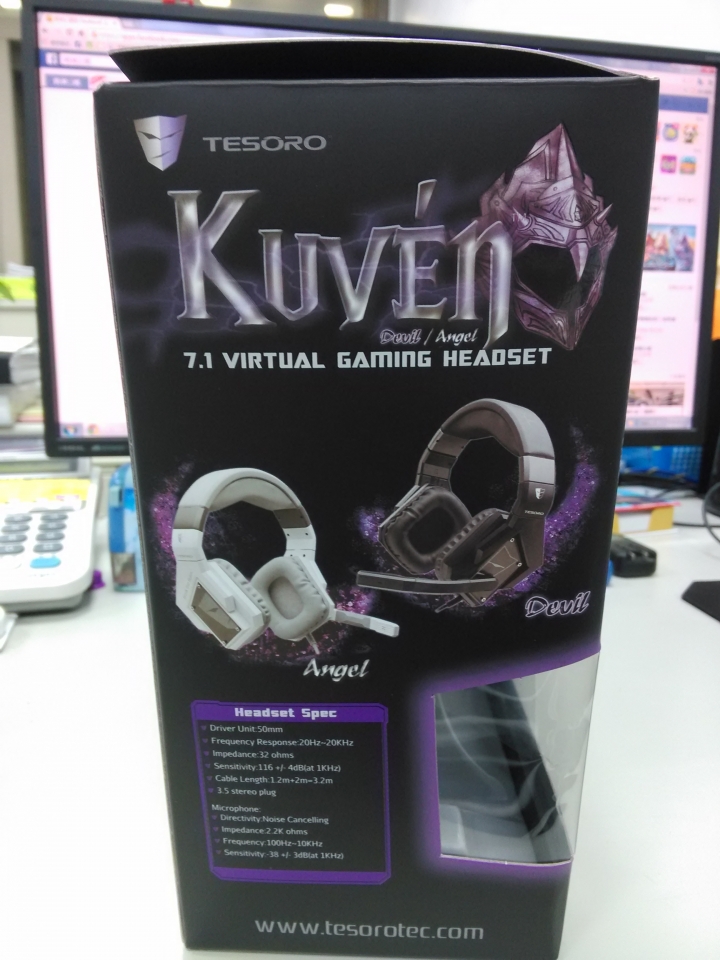 TESORO
Kuvén
Devil / Angel
7.1 VIRTUAL GAMING HEADSET
TESORO
Devil
Angel
Headset Spec
Driver Unit:50mm
Frequency Response:20Hz~20KHz
Impedance:32 ohms
Sensitivity:116 +/- 4dB(at 1KHz)
Cable Length:1.2m+2m=3.2m
3.5 stereo plug
Microphone:
Directivity:Noise Cancelling
Impedance:2.2K ohms
Frequency:100Hz~10KHz
Sensitivity:-38 +/- 3dB(at 1KHz)
www.tesorotec.com